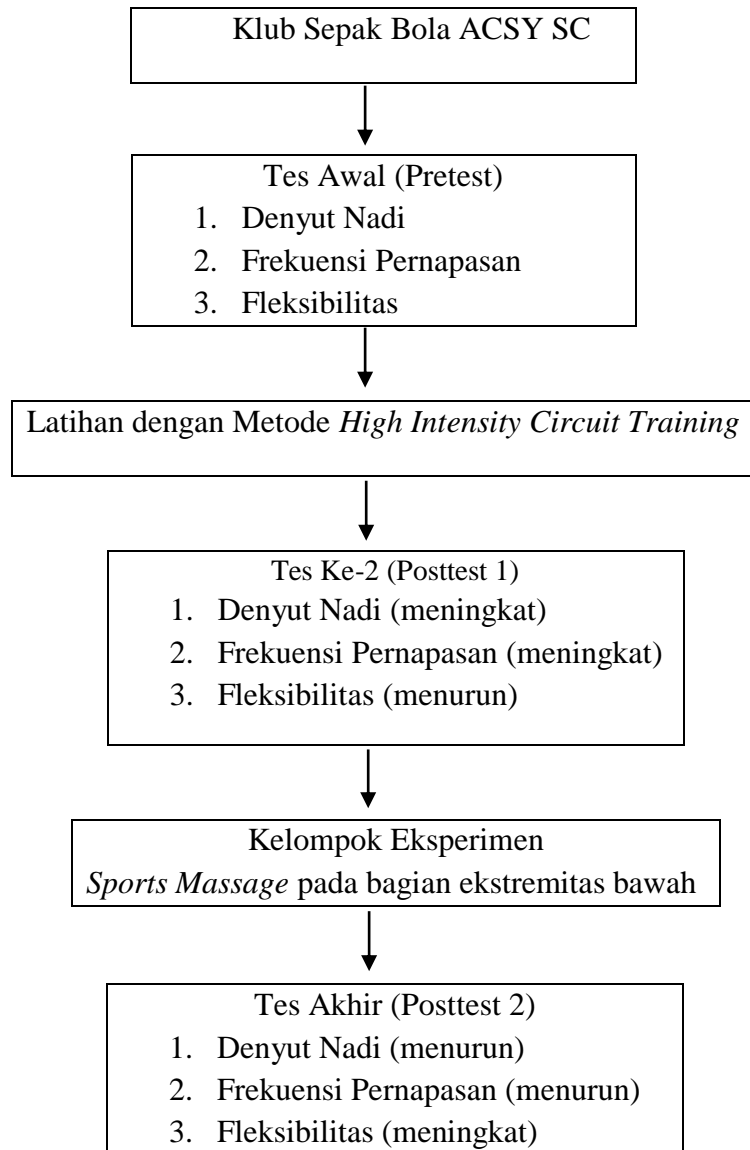 Klub Sepak Bola ACSY SC
Tes Awal (Pretest)
1. Denyut Nadi
2. Frekuensi Pernapasan
3. Fleksibilitas
Latihan dengan Metode High Intensity Circuit Training
Tes Ke-2 (Posttest 1)
1. Denyut Nadi (meningkat)
2. Frekuensi Pernapasan (meningkat)
3. Fleksibilitas (menurun)
Kelompok Eksperimen
Sports Massage pada bagian ekstremitas bawah
Tes Akhir (Posttest 2)
1. Denyut Nadi (menurun)
2. Frekuensi Pernapasan (menurun)
3. Fleksibilitas (meningkat)